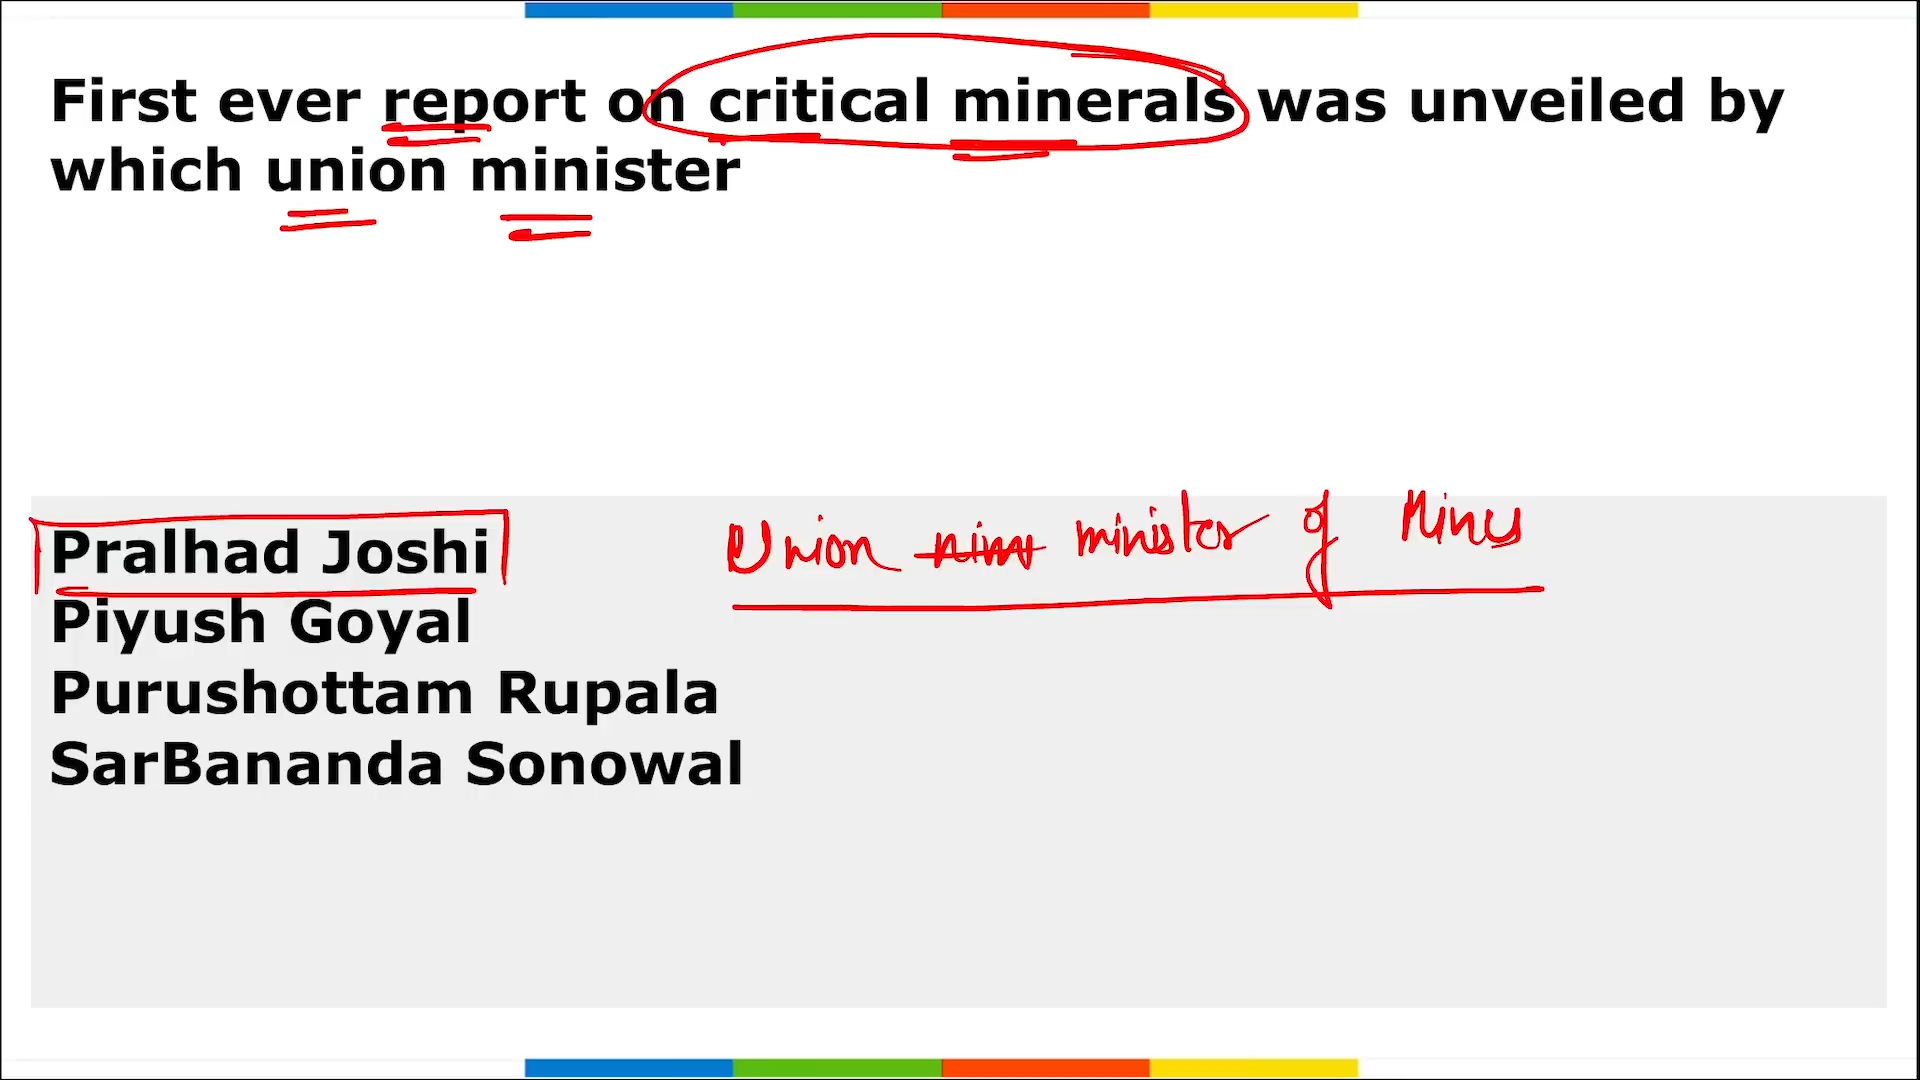 First ever report on critical minerals was unveiled by
which union minister
Pralhad Joshi
Union minister of Mines
Piyush Goyal
Purushottam Rupala
SarBananda Sonowal